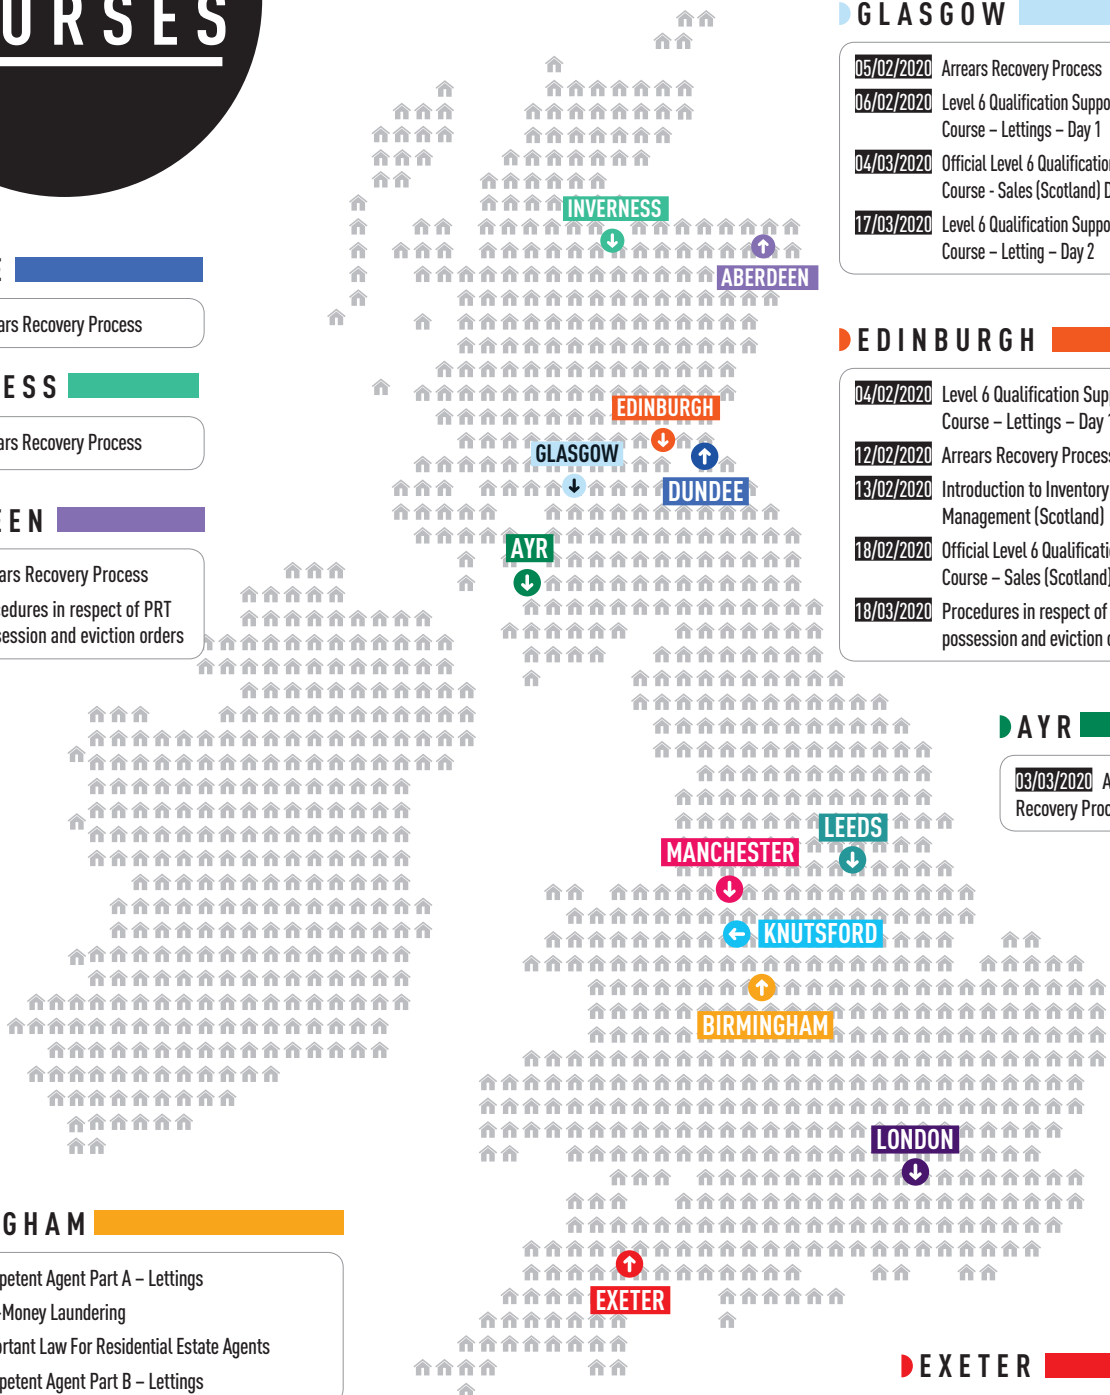 URSES
GLASGOW
05/02/2020 Arrears Recovery Process
06/02/2020 Level 6 Qualification Suppo
Course – Lettings – Day 1
04/03/2020 Official Level 6 Qualification
Course - Sales (Scotland) D
17/03/2020 Level 6 Qualification Suppo
Course – Letting – Day 2
E
ars Recovery Process
ESS
ars Recovery Process
EEN
ars Recovery Process
cedures in respect of PRT
session and eviction orders
EDINBURGH
04/02/2020 Level 6 Qualification Supp
Course – Lettings – Day 1
12/02/2020 Arrears Recovery Process
13/02/2020 Introduction to Inventory
Management (Scotland)
18/02/2020 Official Level 6 Qualificati
Course – Sales (Scotland)
18/03/2020 Procedures in respect of
possession and eviction o
AYR
03/03/2020 A
Recovery Proc
INVERNESS
ABERDEEN
EDINBURGH
GLASGOW
DUNDEE
AYR
LEEDS
MANCHESTER
KNUTSFORD
BIRMINGHAM
LONDON
EXETER
GHAM
petent Agent Part A – Lettings
-Money Laundering
ortant Law For Residential Estate Agents
petent Agent Part B – Lettings
EXETER